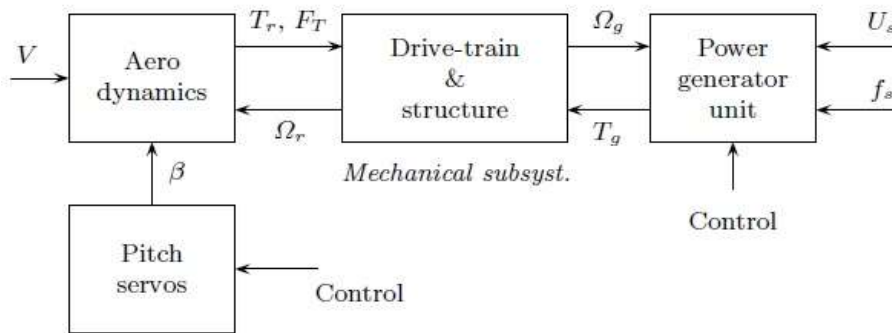 V
Aero
dynamics
T_r, F_T
Ω_r
Drive-train
&
structure
Mechanical subsyst.
Ω_g
T_g
Power
generator
unit
U_s
f_s
Control
β
Pitch
servos
Control